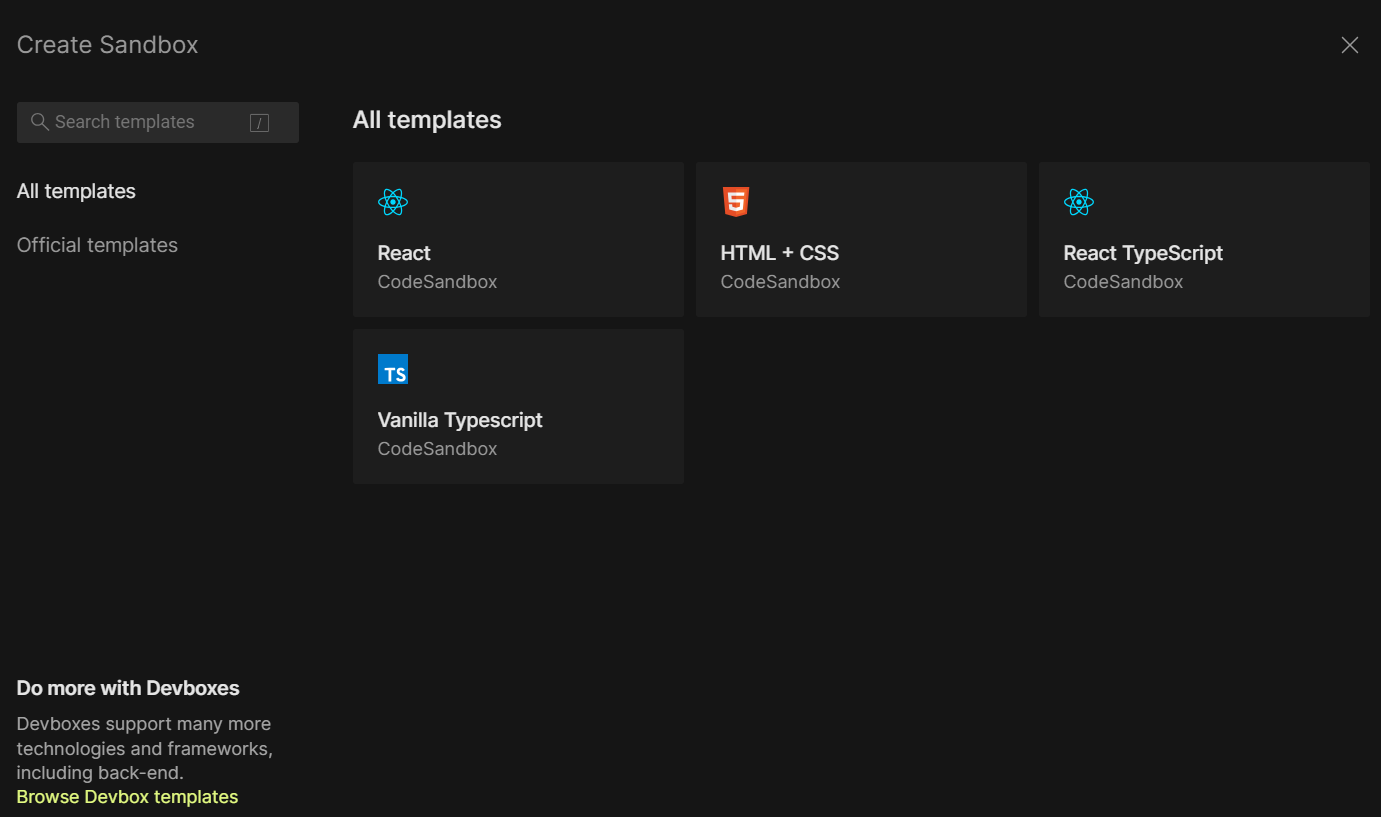 Create Sandbox
Search templates /
All templates
Official templates
All templates
React
CodeSandbox
5
HTML + CSS
CodeSandbox
React TypeScript
CodeSandbox
TS
Vanilla Typescript
CodeSandbox
Do more with Devboxes
Devboxes support many more
technologies and frameworks,
including back-end.
Browse Devbox templates